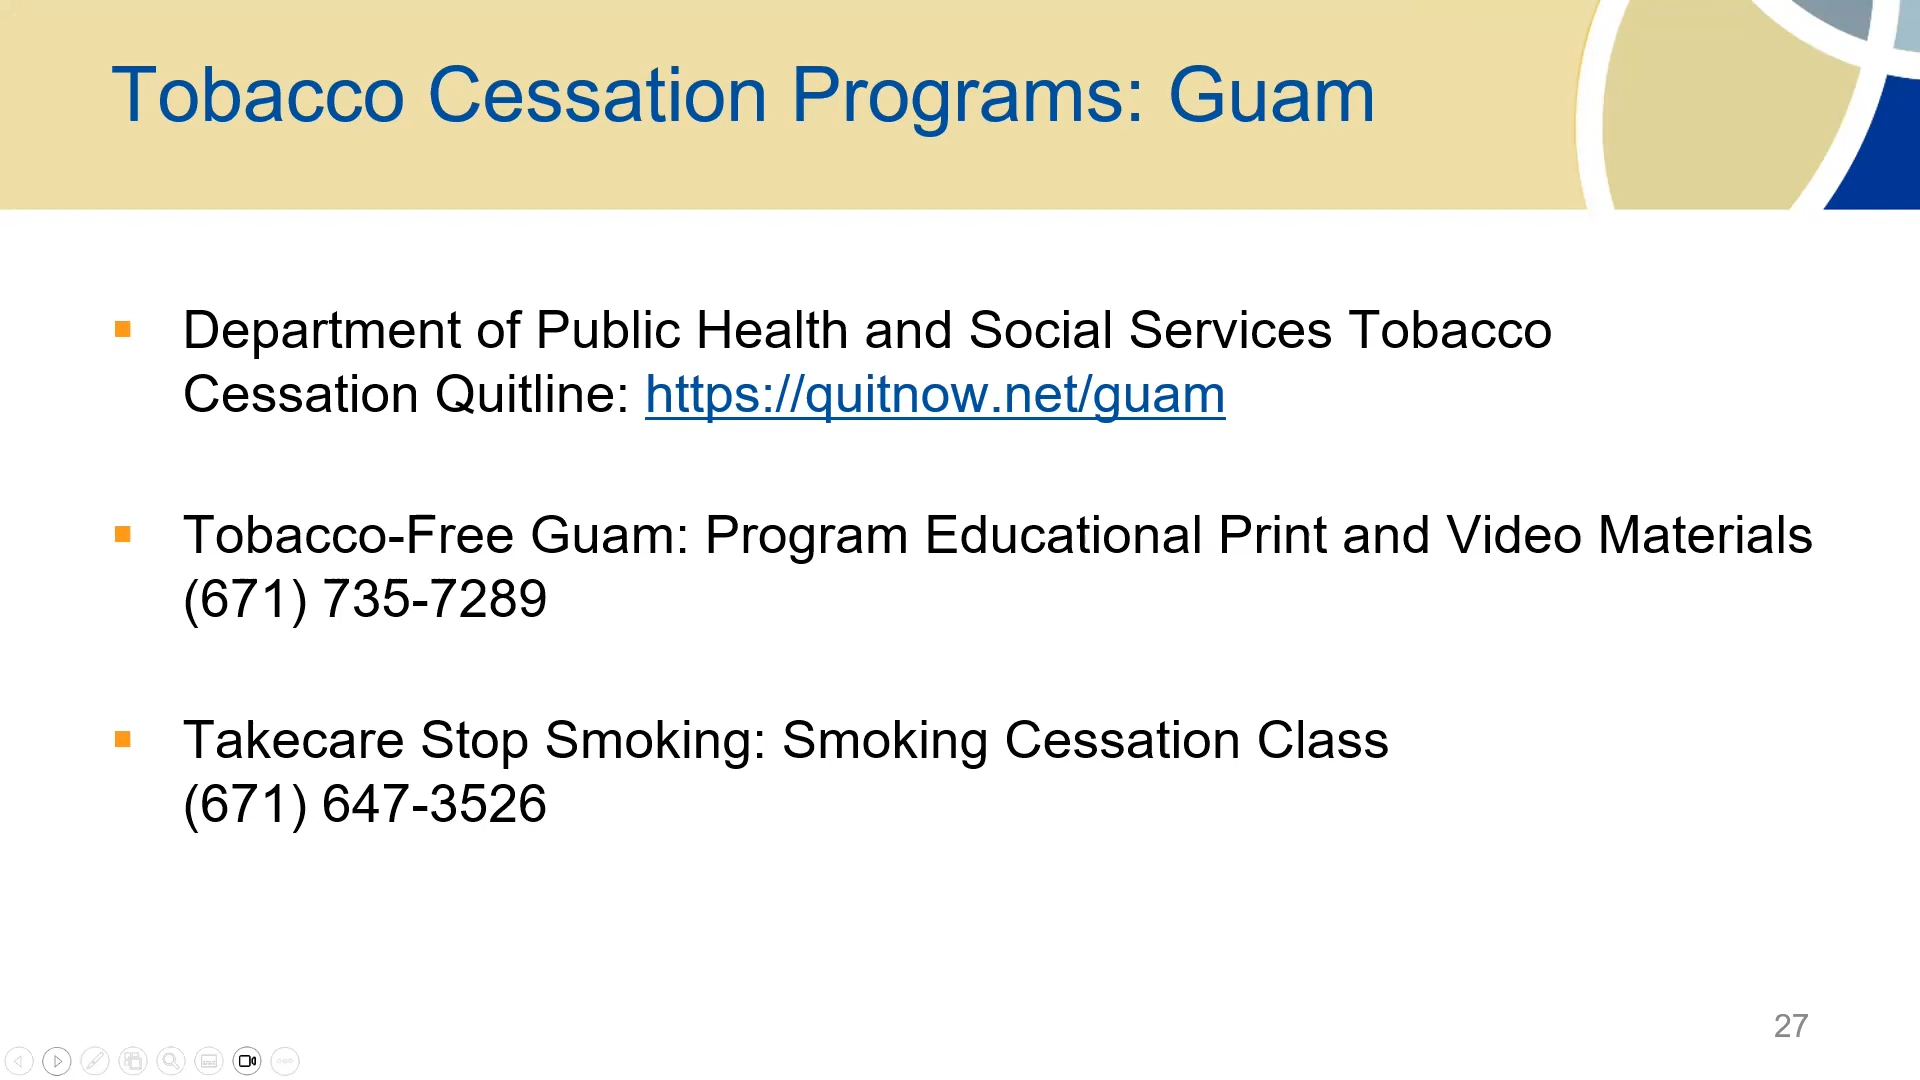 Tobacco Cessation Programs: Guam
Department of Public Health and Social Services Tobacco
Cessation Quitline: https://quitnow.net/guam
Tobacco-Free Guam: Program Educational Print and Video Materials
(671) 735-7289
Takecare Stop Smoking: Smoking Cessation Class
(671) 647-3526
27